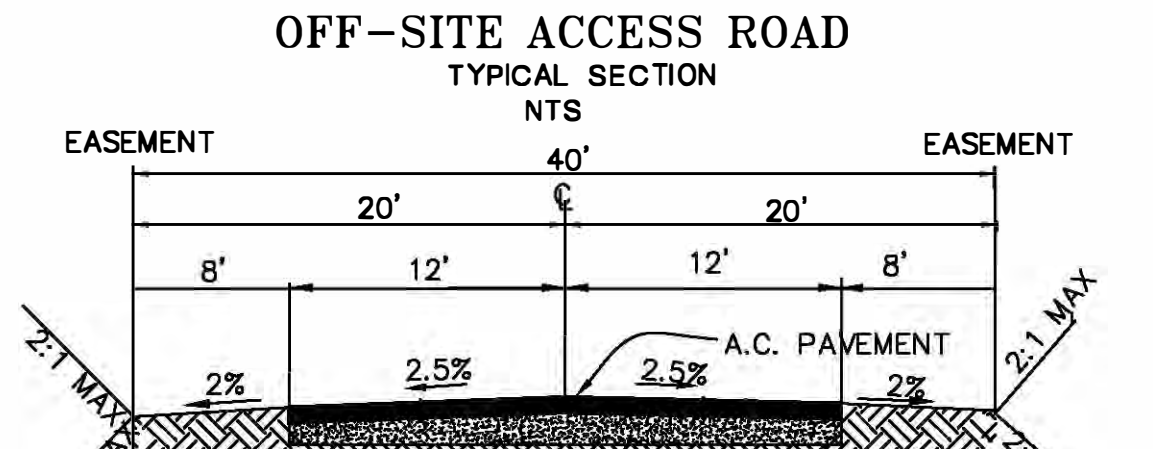 OFF-SITE ACCESS ROAD
TYPICAL SECTION
NTS
EASEMENT
EASEMENT
40'
℄
20'
20'
8'
12'
12'
8'
2:1 MAX
2:1 MAX
A.C. PAVEMENT
2%
2.5%
2.5%
2%